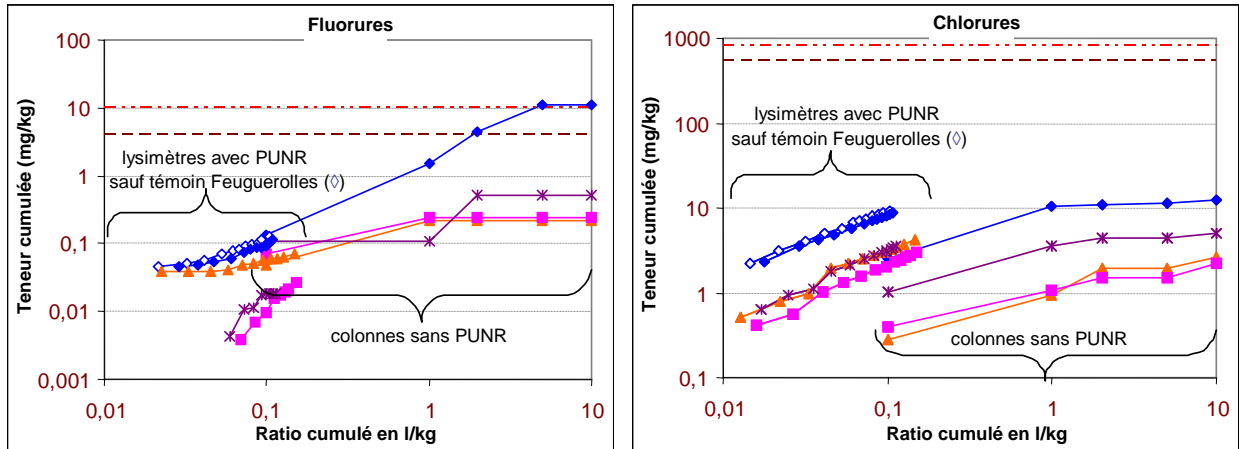 Fluorures
Teneur cumulée (mg/kg)
100
10
1
0,1
0,01
0,001
lysimètres avec PUNR
sauf témoin Feuguerolles (◊)
colonnes sans PUNR
0,01
0,1
1
10
Ratio cumulé en l/kg
Chlorures
Teneur cumulée (mg/kg)
1000
100
10
1
0,1
lysimètres avec PUNR
sauf témoin Feuguerolles (◊)
colonnes sans PUNR
0,01
0,1
1
10
Ratio cumulé en l/kg